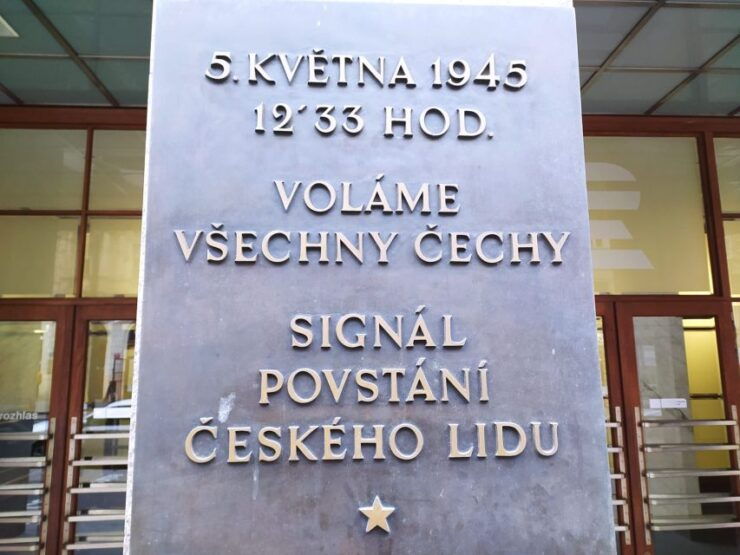 5. KVĚTNA 1945
12´33 HOD.
VOLÁME
VŠECHNY ČECHY
SIGNÁL
POVSTÁNÍ
ČESKÉHO LIDU
rozhlas